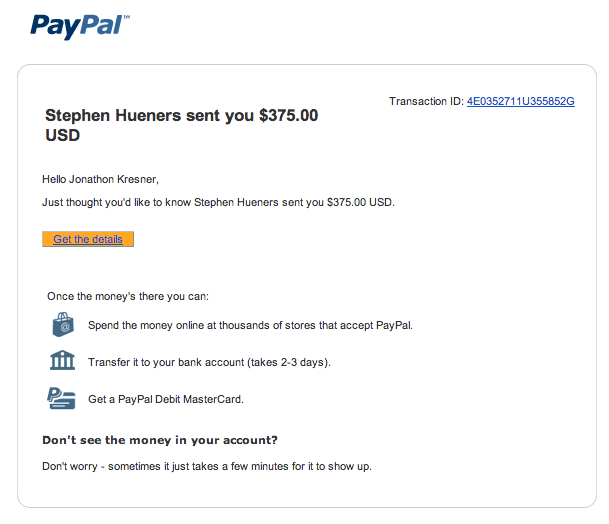 PayPal™
Transaction ID: 4E0352711U355852G
Stephen Hueners sent you $375.00
USD
Hello Jonathon Kresner,
Just thought you'd like to know Stephen Hueners sent you $375.00 USD.
Get the details
Once the money's there you can:
Spend the money online at thousands of stores that accept PayPal.
Transfer it to your bank account (takes 2-3 days).
Get a PayPal Debit MasterCard.
Don't see the money in your account?
Don't worry - sometimes it just takes a few minutes for it to show up.